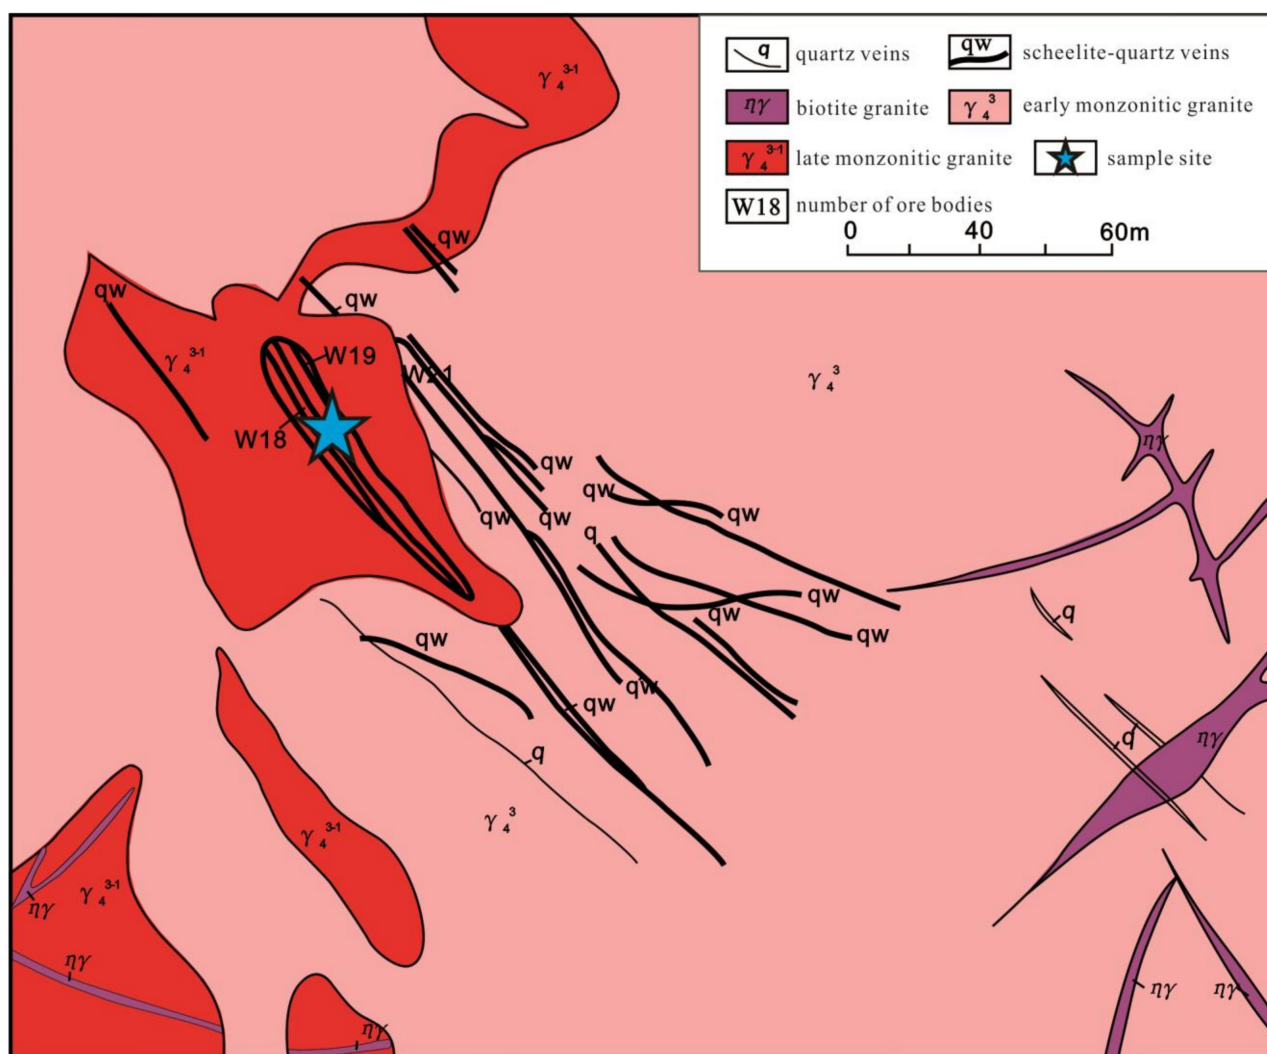 q quartz veins
qw scheelite-quartz veins
ηγ biotite granite
γ₄³ early monzonitic granite
γ₄³⁻¹ late monzonitic granite
sample site
W18 number of ore bodies
0 40 60m
γ₄³⁻¹
qw
qw
qw
γ₄³⁻¹
W19
W21
W18
γ₄³
ηγ
qw
qw
qw
qw
qw
q
qw
qw
qw
q
qw
qw
qw
q
ηγ
q
γ₄³
γ₄³⁻¹
γ₄³⁻¹
ηγ
ηγ
ηγ
ηγ
ηγ